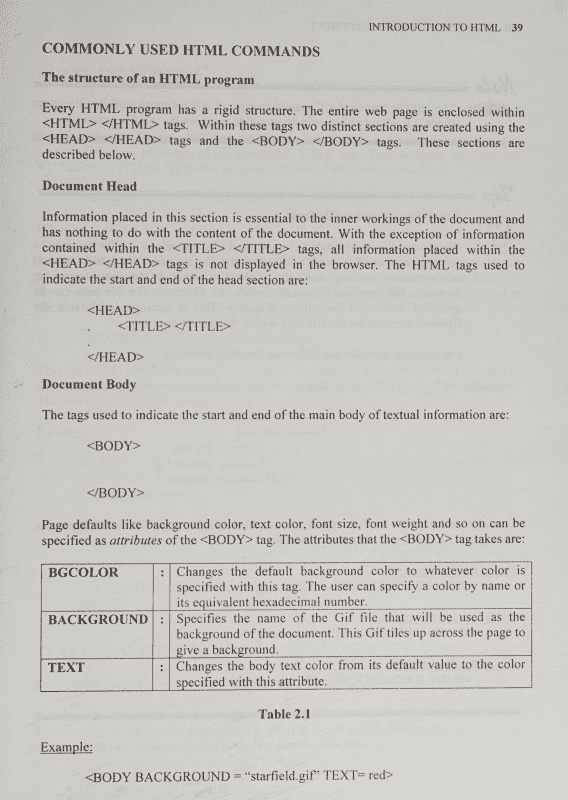 INTRODUCTION TO HTML 39
COMMONLY USED HTML COMMANDS
The structure of an HTML program
Every HTML program has a rigid structure. The entire web page is enclosed within
<HTML> </HTML> tags. Within these tags two distinct sections are created using the
<HEAD> </HEAD> tags and the <BODY> </BODY> tags. These sections are
described below.
Document Head
Information placed in this section is essential to the inner workings of the document and
has nothing to do with the content of the document. With the exception of information
contained within the <TITLE> </TITLE> tags, all information placed within the
<HEAD> </HEAD> tags is not displayed in the browser. The HTML tags used to
indicate the start and end of the head section are:
<HEAD>
. <TITLE> </TITLE>
.
</HEAD>
Document Body
The tags used to indicate the start and end of the main body of textual information are:
<BODY>
</BODY>
Page defaults like background color, text color, font size, font weight and so on can be
specified as attributes of the <BODY> tag. The attributes that the <BODY> tag takes are:
BGCOLOR : Changes the default background color to whatever color is
specified with this tag. The user can specify a color by name or
its equivalent hexadecimal number.
BACKGROUND : Specifies the name of the Gif file that will be used as the
background of the document. This Gif tiles up across the page to
give a background.
TEXT : Changes the body text color from its default value to the color
specified with this attribute.
Table 2.1
Example:
<BODY BACKGROUND = “starfield.gif” TEXT= red>